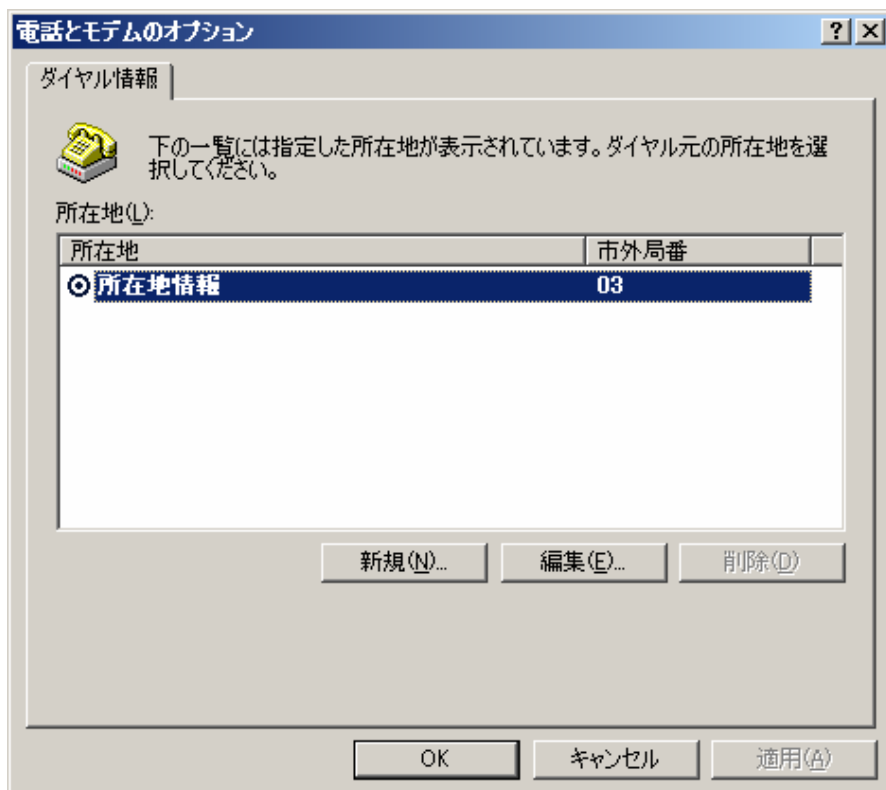 電話とモデムのオプション
ダイヤル情報
下の一覧には指定した所在地が表示されています。ダイヤル元の所在地を選
択してください。
所在地(L):
所在地 市外局番
所在地情報 03
新規(N)... 編集(E)... 削除(D)
OK キャンセル 適用(A)